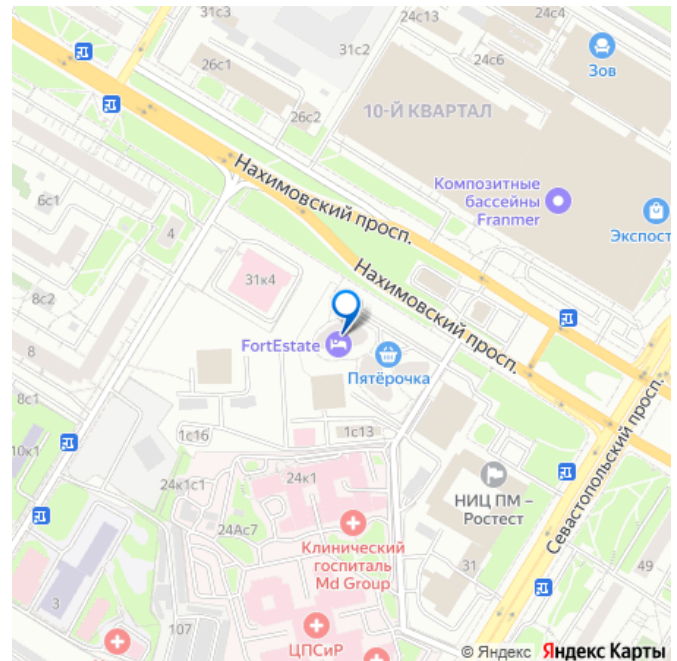 31с3
24с13
24с4
31с2
26с1
24с6
Зов
26с2
10-Й КВАРТАЛ
Нахимовский просп.
Композитные
бассейны
Franmer
6с1
4
Экспост
31к4
Нахимовский просп.
8с2
FortEstate
8
Пятёрочка
8с1
Севастопольский просп.
1с16
1с13
10к1
24к1с1
24к1
НИЦ ПМ –
Ростест
24Ас7
Клинический
госпиталь
Md Group
31
49
3
107
ЦПСиР
© Яндекс Яндекс Карты